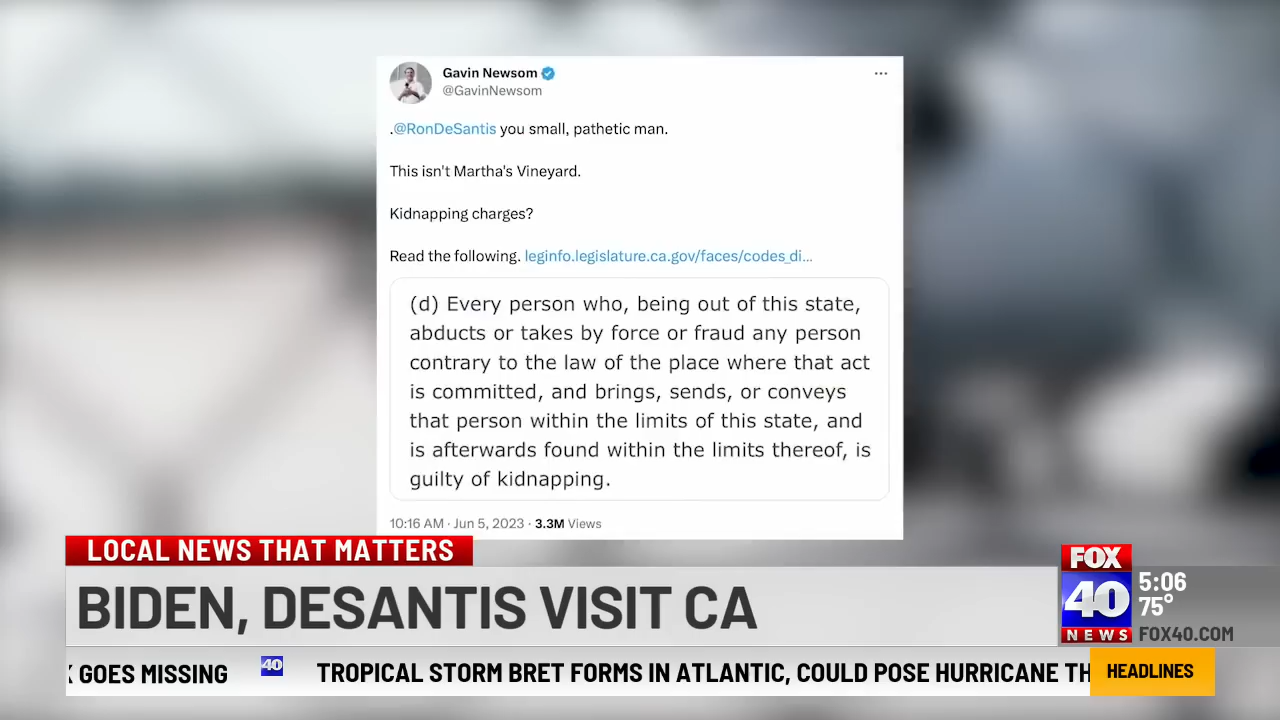 Gavin Newsom
@GavinNewsom
.@RonDeSantis you small, pathetic man.
This isn't Martha's Vineyard.
Kidnapping charges?
Read the following. leginfo.legislature.ca.gov/faces/codes_di...
(d) Every person who, being out of this state,
abducts or takes by force or fraud any person
contrary to the law of the place where that act
is committed, and brings, sends, or conveys
that person within the limits of this state, and
is afterwards found within the limits thereof, is
guilty of kidnapping.
10:16 AM · Jun 5, 2023 · 3.3M Views
LOCAL NEWS THAT MATTERS
BIDEN, DESANTIS VISIT CA
FOX
40
NEWS
5:06
75°
FOX40.COM
GOES MISSING 40 TROPICAL STORM BRET FORMS IN ATLANTIC, COULD POSE HURRICANE TH
HEADLINES